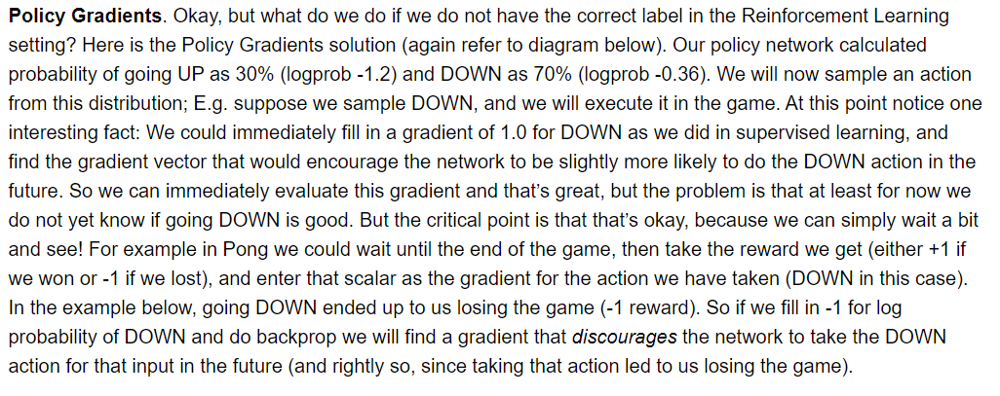 Policy Gradients. Okay, but what do we do if we do not have the correct label in the Reinforcement Learning
setting? Here is the Policy Gradients solution (again refer to diagram below). Our policy network calculated
probability of going UP as 30% (logprob -1.2) and DOWN as 70% (logprob -0.36). We will now sample an action
from this distribution; E.g. suppose we sample DOWN, and we will execute it in the game. At this point notice one
interesting fact: We could immediately fill in a gradient of 1.0 for DOWN as we did in supervised learning, and
find the gradient vector that would encourage the network to be slightly more likely to do the DOWN action in the
future. So we can immediately evaluate this gradient and that’s great, but the problem is that at least for now we
do not yet know if going DOWN is good. But the critical point is that that’s okay, because we can simply wait a bit
and see! For example in Pong we could wait until the end of the game, then take the reward we get (either +1 if
we won or -1 if we lost), and enter that scalar as the gradient for the action we have taken (DOWN in this case).
In the example below, going DOWN ended up to us losing the game (-1 reward). So if we fill in -1 for log
probability of DOWN and do backprop we will find a gradient that discourages the network to take the DOWN
action for that input in the future (and rightly so, since taking that action led to us losing the game).